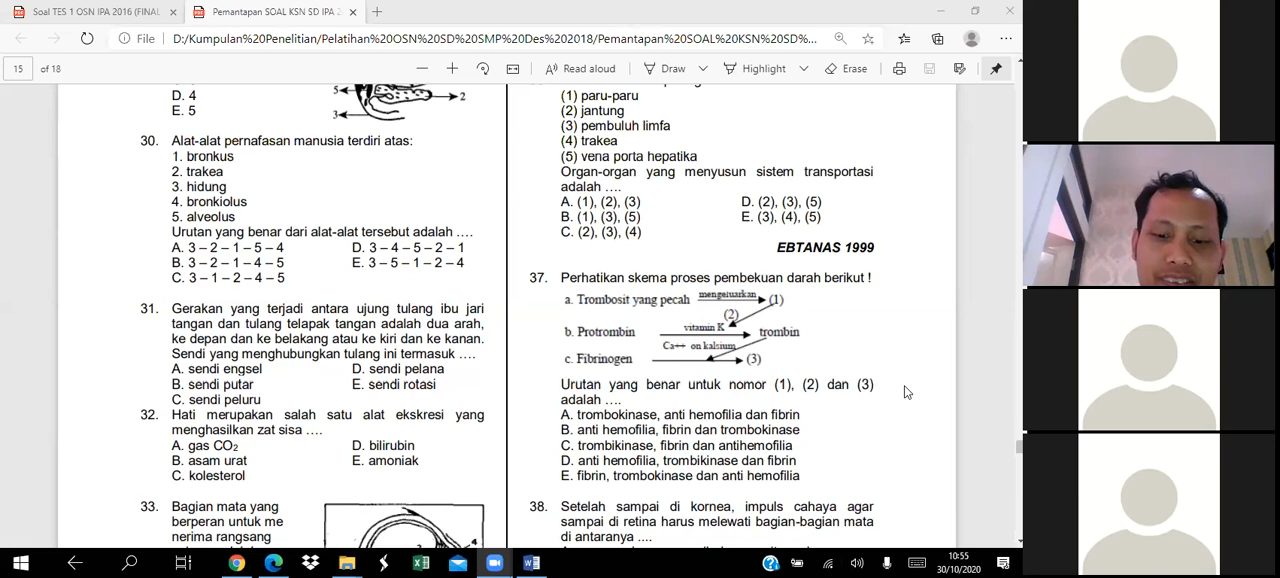 Soal TES 1 OSN IPA 2016 (FINAL
Pemantapan SOAL KSN SD IPA 2
File
D:/Kumpulan%20Penelitian/Pelatihan%20OSN%20SD%20SMP%20Des%202018/Pemantapan%20SOAL%20KSN%20SD%...
15 of 18
Read aloud
Draw
Highlight
Erase
D. 4
E. 5
5
2
3
30. Alat-alat pernafasan manusia terdiri atas:
1. bronkus
2. trakea
3. hidung
4. bronkiolus
5. alveolus
Urutan yang benar dari alat-alat tersebut adalah ….
A. 3 – 2 – 1 – 5 – 4 D. 3 – 4 – 5 – 2 – 1
B. 3 – 2 – 1 – 4 – 5 E. 3 – 5 – 1 – 2 – 4
C. 3 – 1 – 2 – 4 – 5
31. Gerakan yang terjadi antara ujung tulang ibu jari
tangan dan tulang telapak tangan adalah dua arah,
ke depan dan ke belakang atau ke kiri dan ke kanan.
Sendi yang menghubungkan tulang ini termasuk ….
A. sendi engsel D. sendi pelana
B. sendi putar E. sendi rotasi
C. sendi peluru
32. Hati merupakan salah satu alat ekskresi yang
menghasilkan zat sisa ….
A. gas CO2 D. bilirubin
B. asam urat E. amoniak
C. kolesterol
33. Bagian mata yang
berperan untuk me
nerima rangsang
4
(1) paru-paru
(2) jantung
(3) pembuluh limfa
(4) trakea
(5) vena porta hepatika
Organ-organ yang menyusun sistem transportasi
adalah ….
A. (1), (2), (3) D. (2), (3), (5)
B. (1), (3), (5) E. (3), (4), (5)
C. (2), (3), (4)
EBTANAS 1999
37. Perhatikan skema proses pembekuan darah berikut !
a. Trombosit yang pecah mengeluarkan (1)
(2)
b. Protrombin vitamin K trombin
Ca++ on kalsium
c. Fibrinogen (3)
Urutan yang benar untuk nomor (1), (2) dan (3)
adalah ….
A. trombokinase, anti hemofilia dan fibrin
B. anti hemofilia, fibrin dan trombokinase
C. trombikinase, fibrin dan antihemofilia
D. anti hemofilia, trombikinase dan fibrin
E. fibrin, trombokinase dan anti hemofilia
38. Setelah sampai di kornea, impuls cahaya agar
sampai di retina harus melewati bagian-bagian mata
di antaranya ….
10:55
30/10/2020